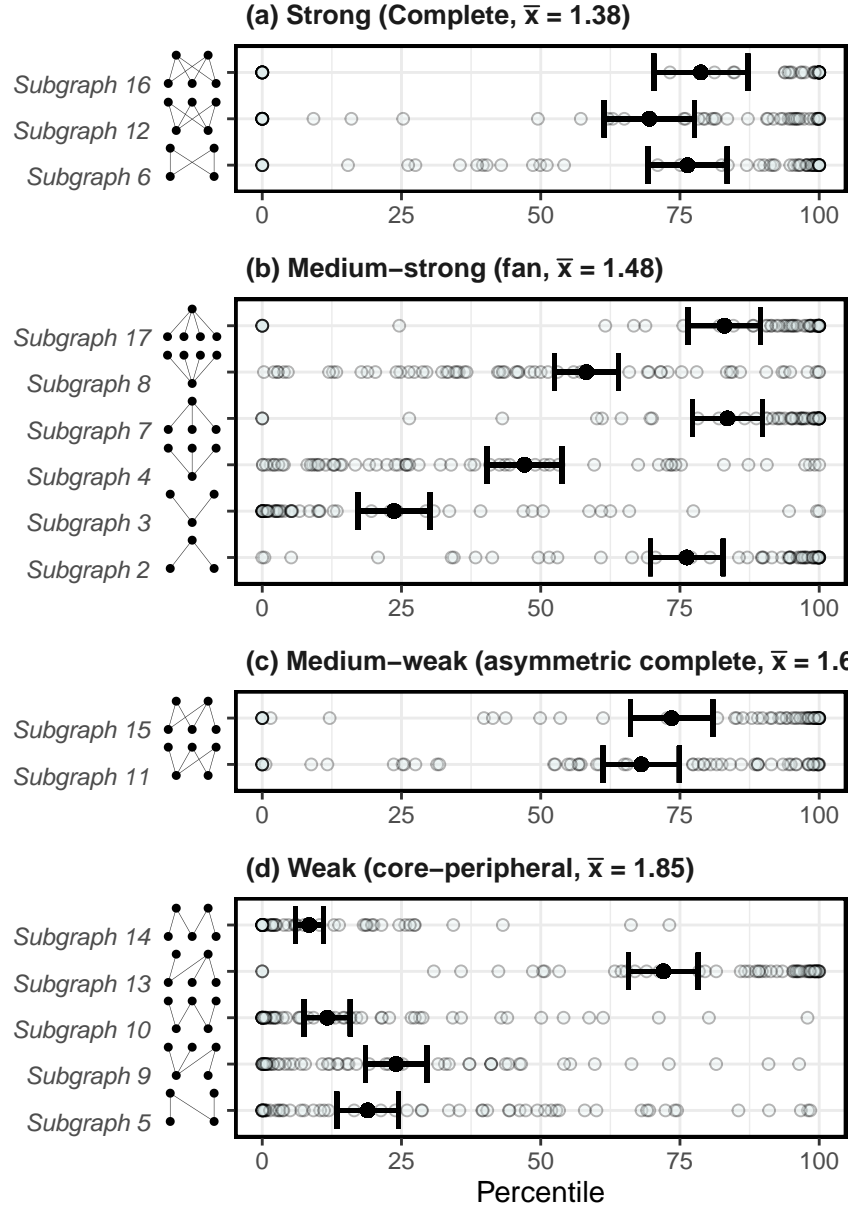 (a) Strong (Complete, x̅ = 1.38)
Subgraph 16
Subgraph 12
Subgraph 6
0 25 50 75 100
(b) Medium−strong (fan, x̅ = 1.48)
Subgraph 17
Subgraph 8
Subgraph 7
Subgraph 4
Subgraph 3
Subgraph 2
0 25 50 75 100
(c) Medium−weak (asymmetric complete, x̅ = 1.6
Subgraph 15
Subgraph 11
0 25 50 75 100
(d) Weak (core−peripheral, x̅ = 1.85)
Subgraph 14
Subgraph 13
Subgraph 10
Subgraph 9
Subgraph 5
0 25 50 75 100
Percentile